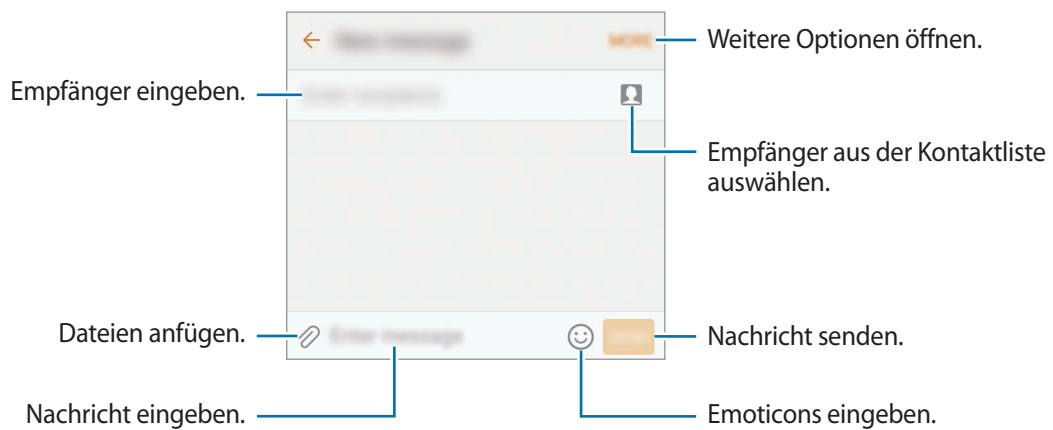 Weitere Optionen öffnen.
Empfänger eingeben.
Empfänger aus der Kontaktliste
auswählen.
Dateien anfügen.
Nachricht senden.
Nachricht eingeben.
Emoticons eingeben.